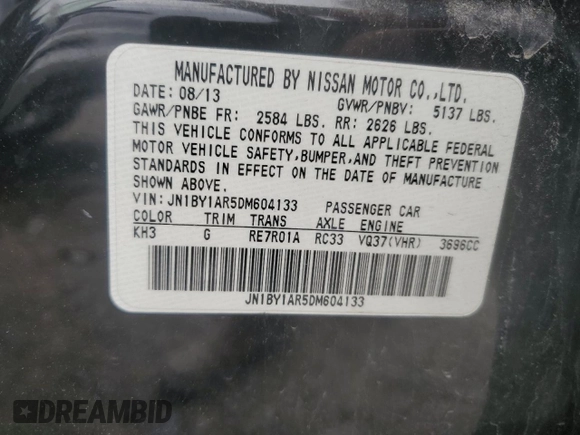 MANUFACTURED BY NISSAN MOTOR CO.,LTD.
DATE: 08/13 GVWR/PNBV: 5137 LBS.
GAWR/PNBE FR: 2584 LBS. RR: 2626 LBS.
THIS VEHICLE CONFORMS TO ALL APPLICABLE FEDERAL
MOTOR VEHICLE SAFETY,BUMPER,AND THEFT PREVENTION
STANDARDS IN EFFECT ON THE DATE OF MANUFACTURE
SHOWN ABOVE.
VIN: JN1BY1AR5DM604133 PASSENGER CAR
COLOR TRIM TRANS AXLE ENGINE
KH3 G RE7R01A RC33 VQ37(VHR) 3696CC
JN1BY1AR5DM604133
DREAMBID